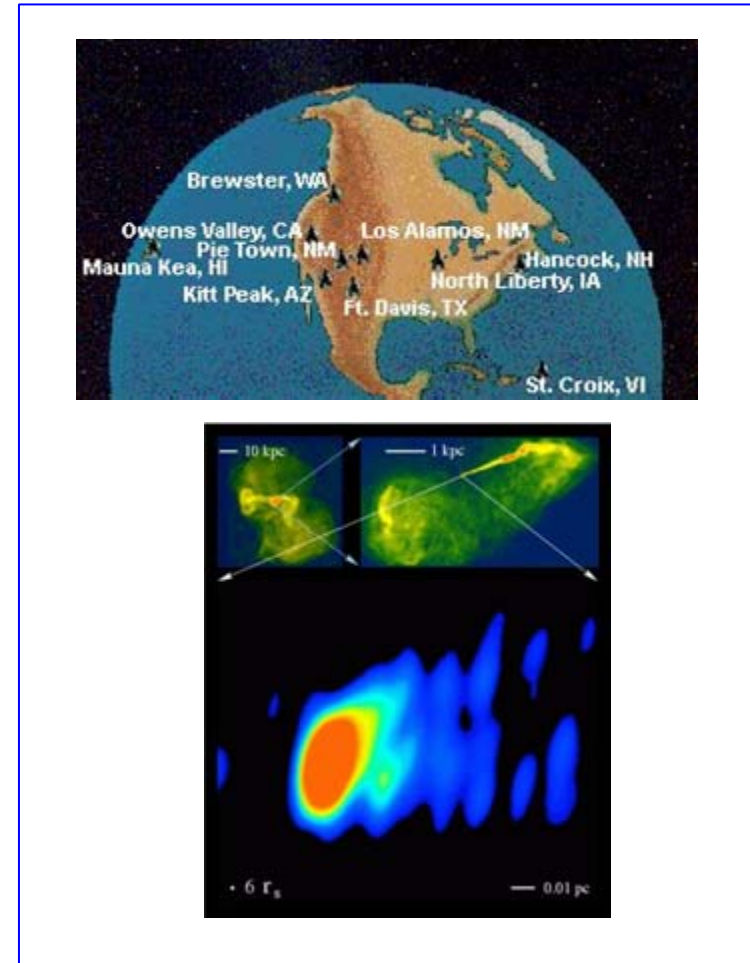 Brewster, WA
Owens Valley, CA
Los Alamos, NM
Pie Town, NM
Hancock, NH
Mauna Kea, HI
North Liberty, IA
Kitt Peak, AZ
Ft. Davis, TX
St. Croix, VI
10 kpc
1 kpc
6 rs
0.01 pc